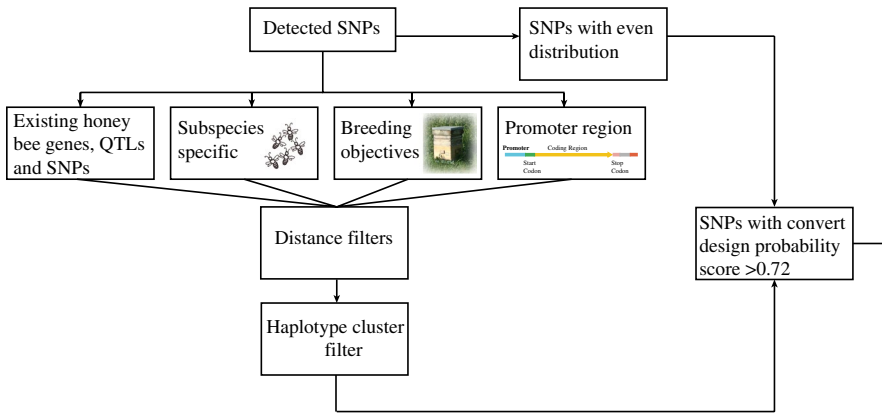 Detected SNPs
SNPs with even
distribution
Existing honey
bee genes, QTLs
and SNPs
Subspecies
specific
Breeding
objectives
Promoter region
Promoter
Coding Region
Start
Codon
Stop
Codon
Distance filters
SNPs with convert
design probability
score >0.72
Haplotype cluster
filter